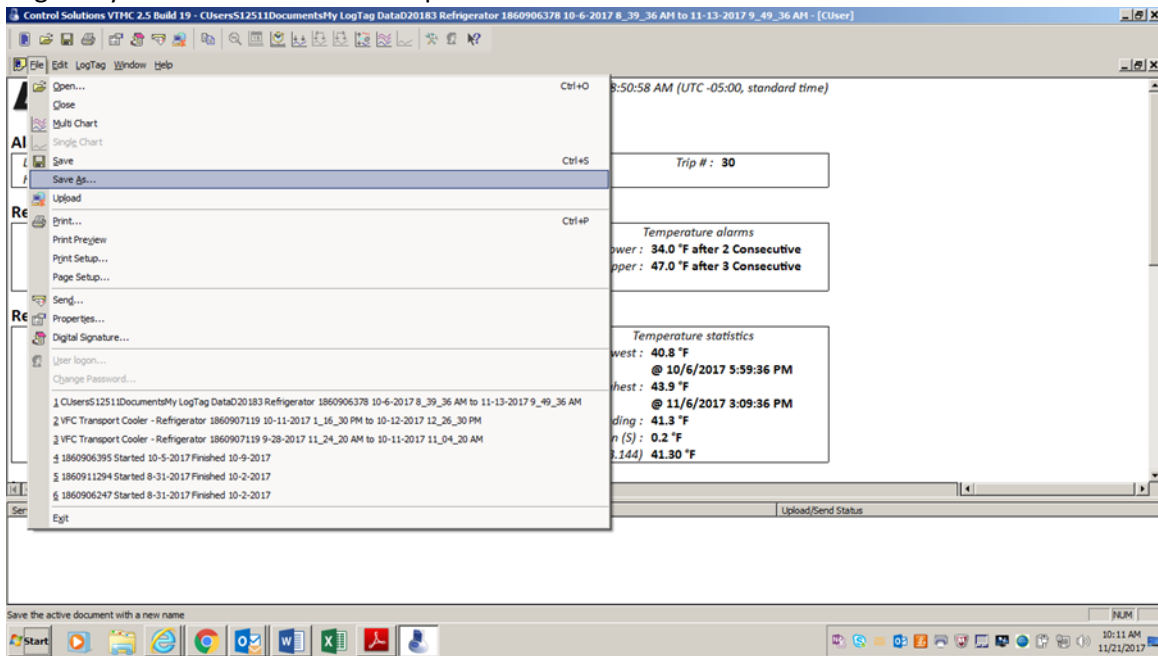 Control Solutions VTMC 2.5 Build 19 - CUsersS12511DocumentsMy LogTag DataD20183 Refrigerator 1860906378 10-6-2017 8_39_36 AM to 11-13-2017 9_49_36 AM - [CUser]
File Edit LogTag Window Help
Open... Ctrl+O
8:50:58 AM (UTC -05:00, standard time)
Close
Multi Chart
Al
Single Chart
Save Ctrl+S
Trip # : 30
Save As...
Upload
Re
Print... Ctrl+P
Temperature alarms
Print Preview
ower : 34.0 °F after 2 Consecutive
Print Setup...
pper : 47.0 °F after 3 Consecutive
Page Setup...
Send...
Re
Properties...
Digital Signature...
Temperature statistics
west : 40.8 °F
User logon...
@ 10/6/2017 5:59:36 PM
Change Password...
hest : 43.9 °F
1 CUsersS12511DocumentsMy LogTag DataD20183 Refrigerator 1860906378 10-6-2017 8_39_36 AM to 11-13-2017 9_49_36 AM
@ 11/6/2017 3:09:36 PM
2 VFC Transport Cooler - Refrigerator 1860907119 10-11-2017 1_16_30 PM to 10-12-2017 12_26_30 PM
ding : 41.3 °F
3 VFC Transport Cooler - Refrigerator 1860907119 9-28-2017 11_24_20 AM to 10-11-2017 11_04_20 AM
n (S) : 0.2 °F
4 1860906395 Started 10-5-2017 Finished 10-9-2017
3.144) 41.30 °F
5 1860911294 Started 8-31-2017 Finished 10-2-2017
6 1860906247 Started 8-31-2017 Finished 10-2-2017
Ser
Upload/Send Status
Exit
Save the active document with a new name
NUM
Start
10:11 AM
11/21/2017